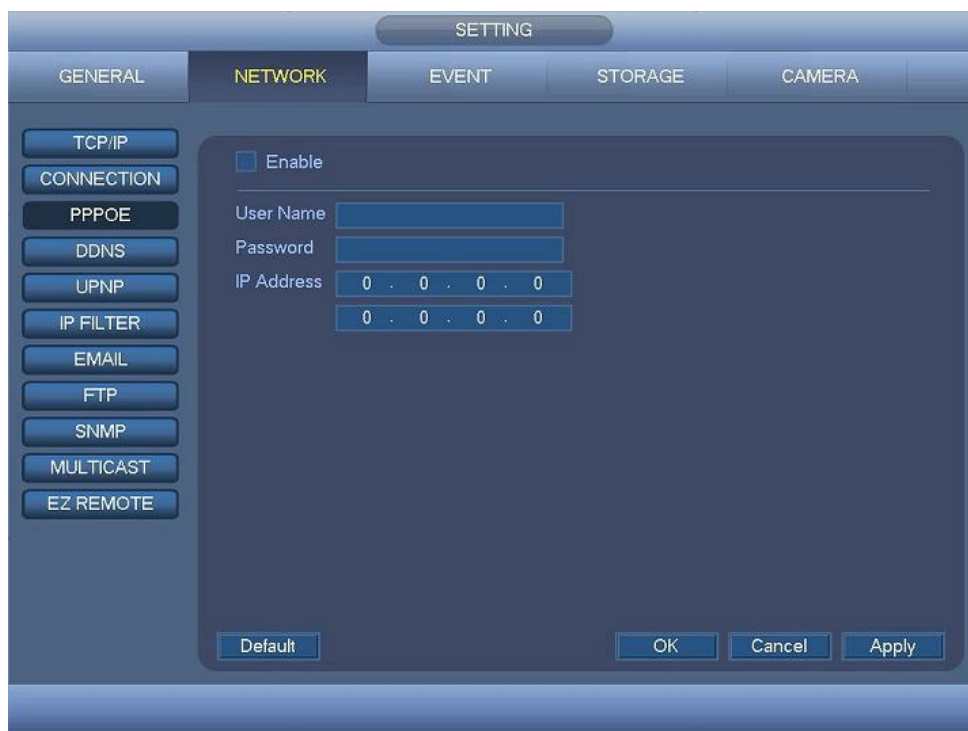 SETTING
GENERAL NETWORK EVENT STORAGE CAMERA
TCP/IP
CONNECTION
PPPOE
DDNS
UPNP
IP FILTER
EMAIL
FTP
SNMP
MULTICAST
EZ REMOTE
Enable
User Name
Password
IP Address 0 . 0 . 0 . 0
0 . 0 . 0 . 0
Default OK Cancel Apply